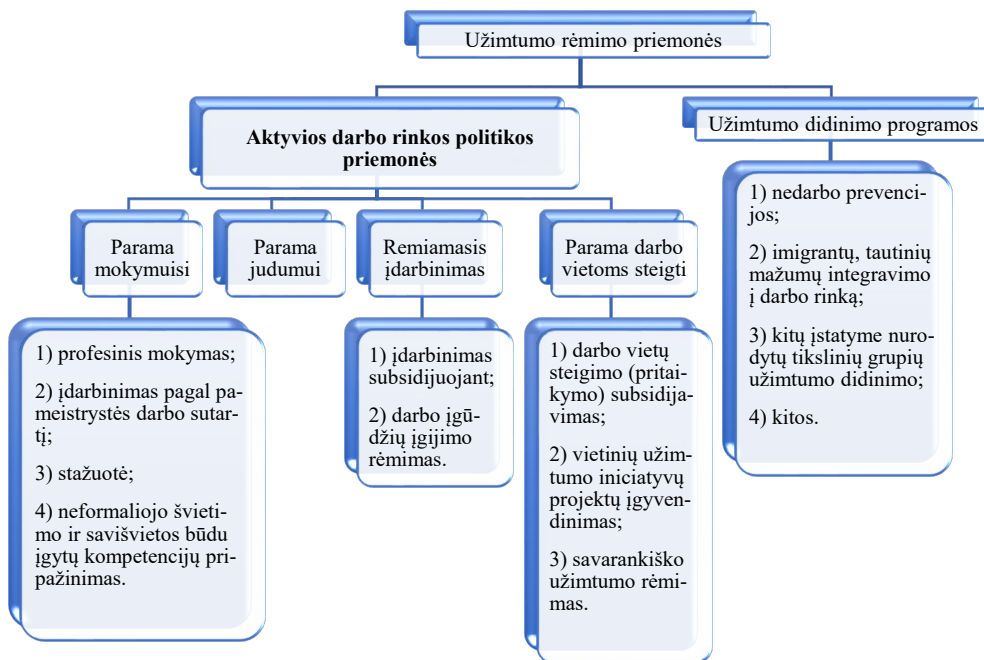 Užimtumo rėmimo priemonės
Aktyvios darbo rinkos politikos
priemonės
Užimtumo didinimo programos
Parama
mokymuisi
Parama
judumui
Remiamasis
įdarbinimas
Parama darbo
vietoms steigti
1) profesinis mokymas;
2) įdarbinimas pagal pa-
meistrystės darbo sutar-
tį;
3) stažuotė;
4) neformaliojo švieti-
mo ir savišvietos būdu
įgytų kompetencijų pri-
pažinimas.
1) įdarbinimas
subsidijuojant;
2) darbo įgū-
džių įgijimo
rėmimas.
1) darbo vietų
steigimo (pritai-
kymo) subsidija-
vimas;
2) vietinių užim-
tumo iniciatyvų
projektų įgyven-
dinimas;
3) savarankiško
užimtumo rėmi-
mas.
1) nedarbo prevenci-
jos;
2) imigrantų, tautinių
mažumų integravimo
į darbo rinką;
3) kitų įstatyme nuro-
dytų tikslinių grupių
užimtumo didinimo;
4) kitos.